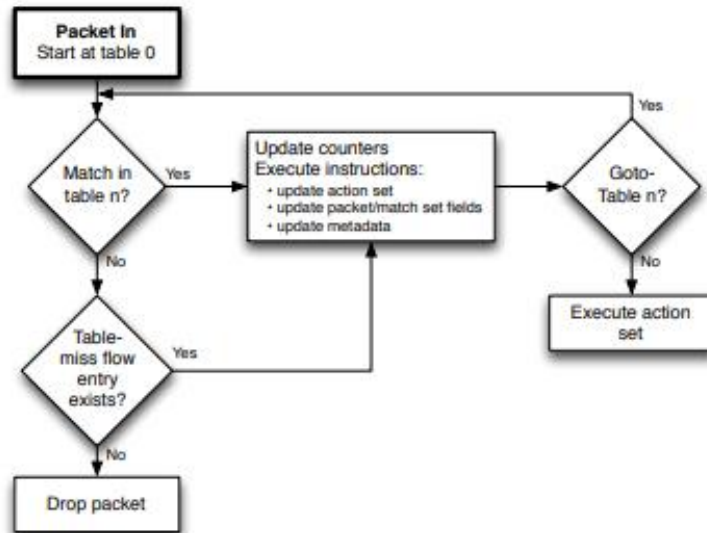 Packet In
Start at table 0
Yes
Match in
table n?
Yes
Update counters
Execute instructions:
• update action set
• update packet/match set fields
• update metadata
Goto-
Table n?
No
No
Execute action
set
Table-
miss flow
entry
exists?
Yes
No
Drop packet